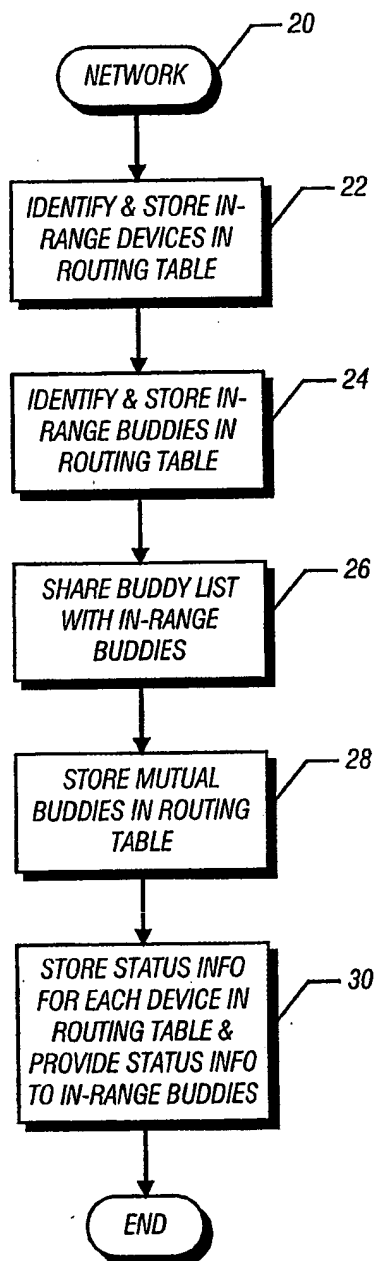 20
NETWORK
22
IDENTIFY & STORE IN-
RANGE DEVICES IN
ROUTING TABLE
24
IDENTIFY & STORE IN-
RANGE BUDDIES IN
ROUTING TABLE
26
SHARE BUDDY LIST
WITH IN-RANGE
BUDDIES
28
STORE MUTUAL
BUDDIES IN ROUTING
TABLE
30
STORE STATUS INFO
FOR EACH DEVICE IN
ROUTING TABLE &
PROVIDE STATUS INFO
TO IN-RANGE BUDDIES
END